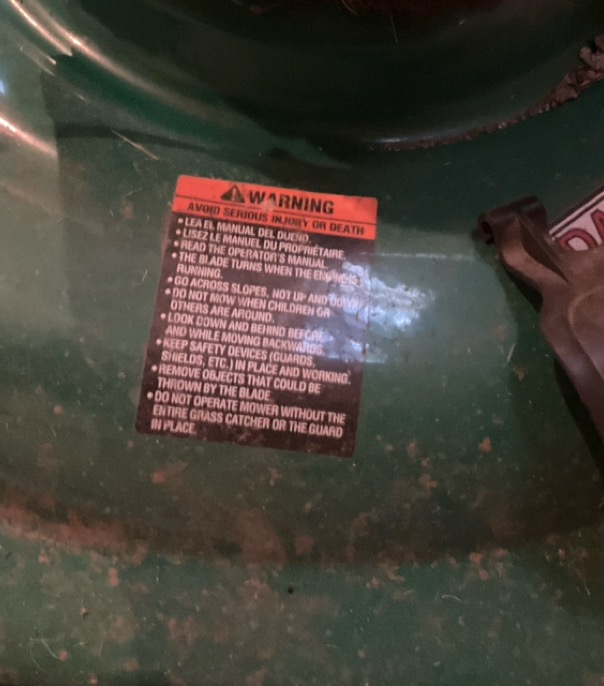 WARNING
AVOID SERIOUS INJURY OR DEATH
• LEA EL MANUAL DEL DUENO.
• LISEZ LE MANUEL DU PROPRIÉTAIRE.
• READ THE OPERATOR'S MANUAL.
• THE BLADE TURNS WHEN THE ENGINE IS
RUNNING.
• GO ACROSS SLOPES, NOT UP AND DOWN.
• DO NOT MOW WHEN CHILDREN OR
OTHERS ARE AROUND.
• LOOK DOWN AND BEHIND BEFORE
AND WHILE MOVING BACKWARDS.
• KEEP SAFETY DEVICES (GUARDS,
SHIELDS, ETC.) IN PLACE AND WORKING.
• REMOVE OBJECTS THAT COULD BE
THROWN BY THE BLADE.
• DO NOT OPERATE MOWER WITHOUT THE
ENTIRE GRASS CATCHER OR THE GUARD
IN PLACE.